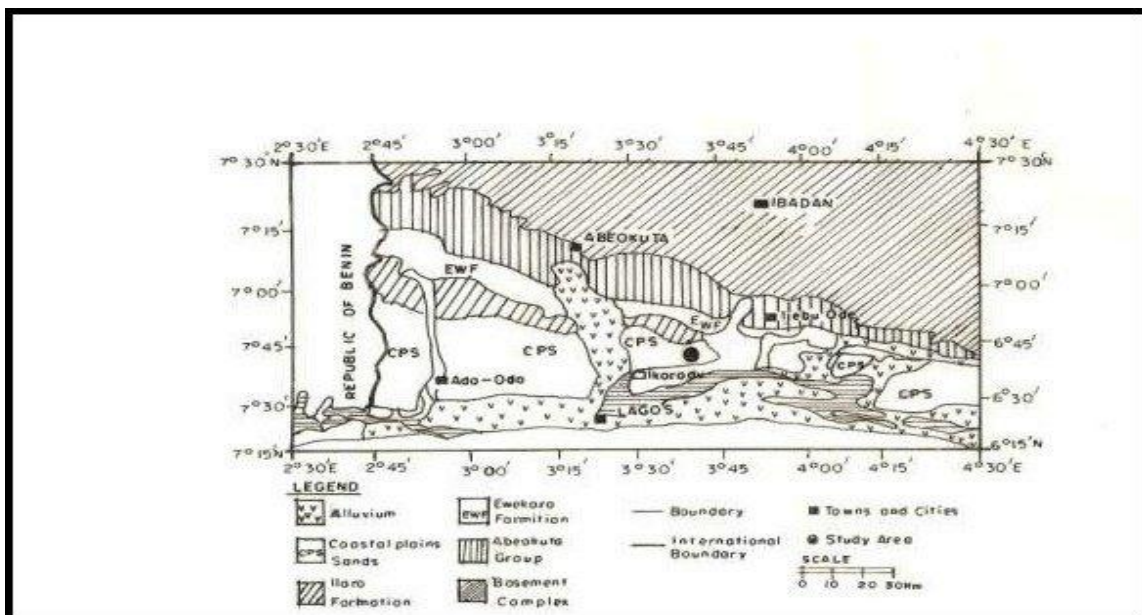 2°30'E 2°45' 3°00' 3°15' 3°30' 3°45' 4°00' 4°15' 4°30'E
7°30'N 7°30'N
IBADAN
7°15' 7°15'
ABEOKUTA
REPUBLIC OF BENIN
EWF
7°00' 7°00'
EWF Ijebu Ode
CPS CPS CPS
7°45' 6°45'
CPS
Ado-Odo Ikorodu CPS
7°30' LAGOS 6°30'
7°15'N 6°15'N
2°30'E 2°45' 3°00' 3°15' 3°30' 3°45' 4°00' 4°15' 4°30'E
LEGEND
Alluvium
CPS Coastal plains
Sands
Ilaro
Formation
EWF Ewekoro
Formition
Abeokuta
Group
Basement
Complex
Boundary
International
Boundary
Towns and Cities
Study Area
SCALE
0 10 20 30Km